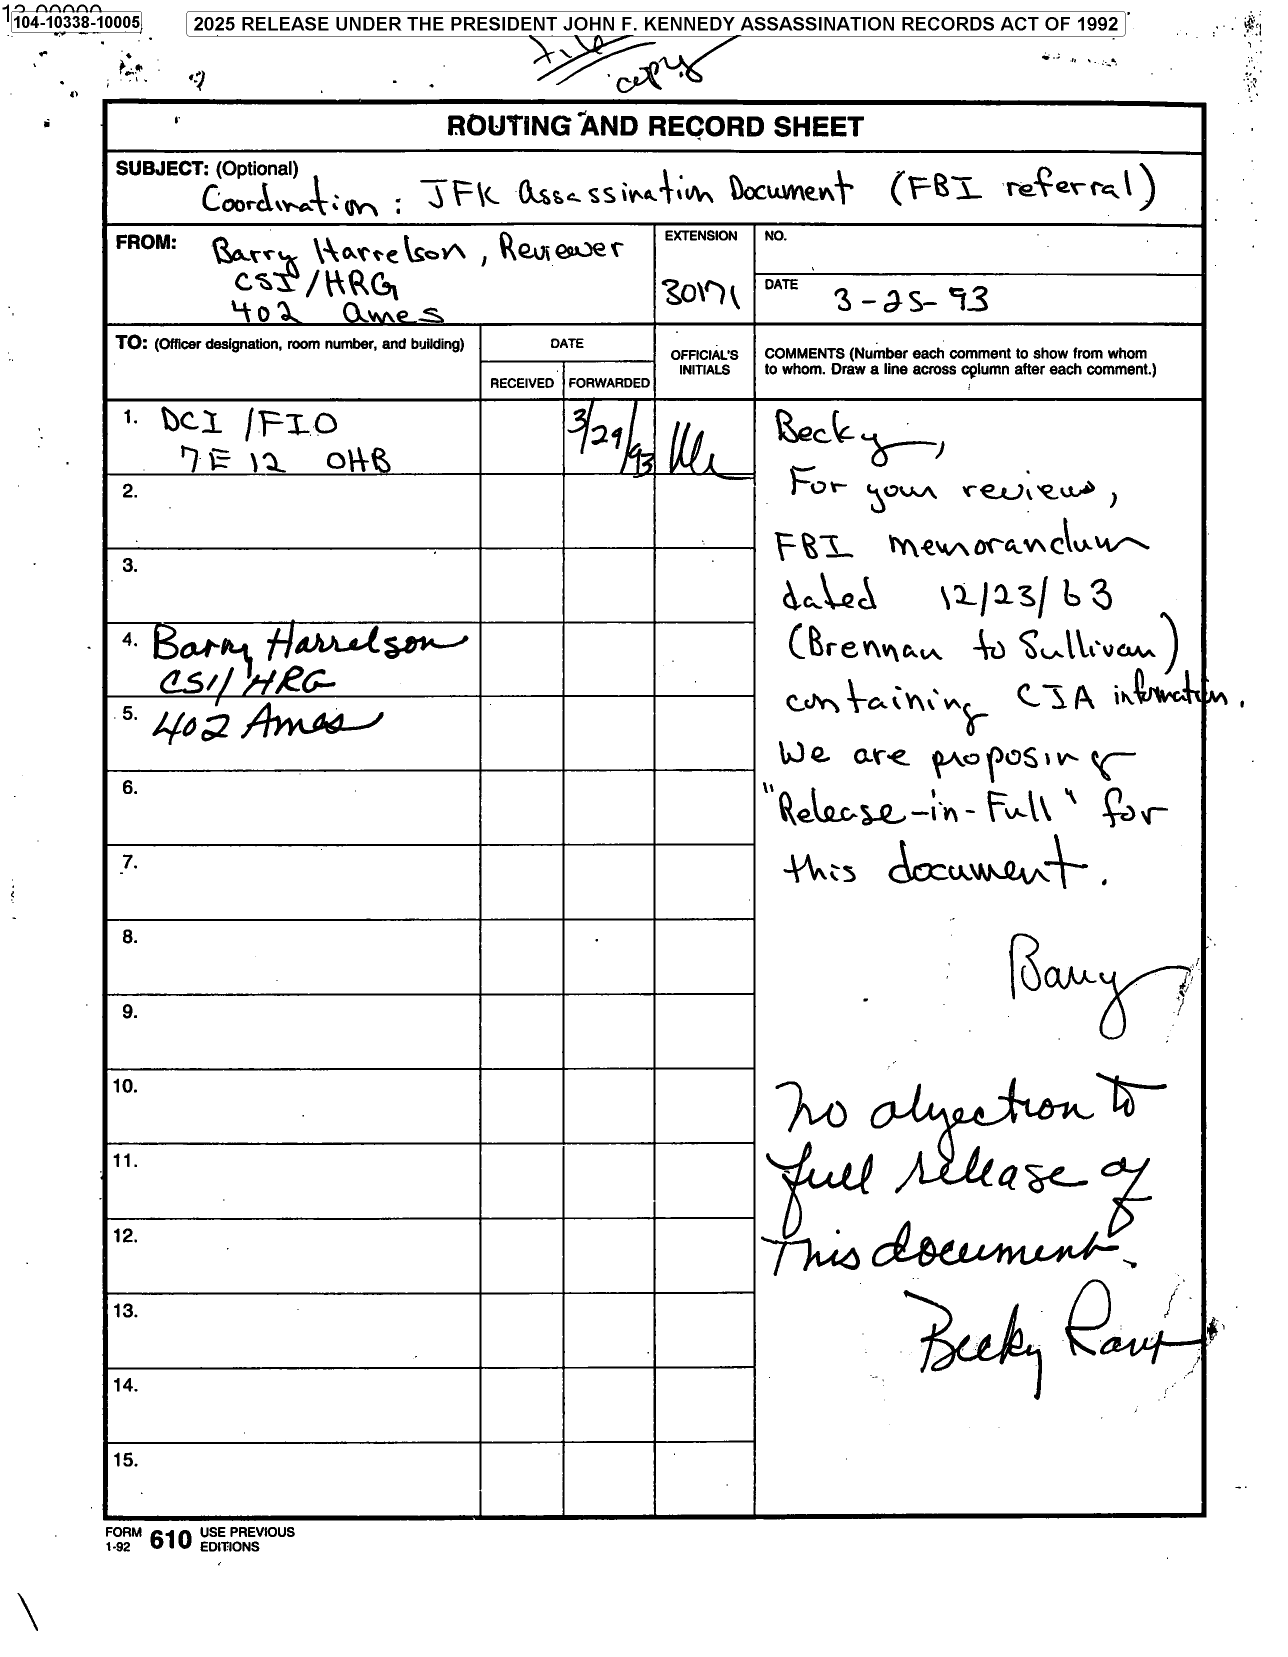 104-10338-10005
2025 RELEASE UNDER THE PRESIDENT JOHN F. KENNEDY ASSASSINATION RECORDS ACT OF 1992
File
copy
ROUTING AND RECORD SHEET
SUBJECT: (Optional)
Coordination: JFK Assassination Document (FBI referral)
FROM:
Barry Harrelson, Reviewer
CSI/HRG
402 Ames
EXTENSION
30171
NO.
DATE
3-25-93
TO: (Officer designation, room number, and building)
DATE
RECEIVED
FORWARDED
OFFICIAL'S
INITIALS
COMMENTS (Number each comment to show from whom
to whom. Draw a line across column after each comment.)
1. DCI /FIO
7E 12 OHB
3/29/93
2.
3.
4. Barry Harrelson
CSI/HRG
5. 402 Ames
6.
7.
8.
9.
10.
11.
12.
13.
14.
15.
Becky,
For your review,
FBI memorandum
dated 12/23/63
(Brennan to Sullivan)
containing CIA information.
We are proposing
"Release-in-Full" for
this document.
Barry
No objection to
full release of
this document.
Becky
FORM
1-92
610
USE PREVIOUS
EDITIONS